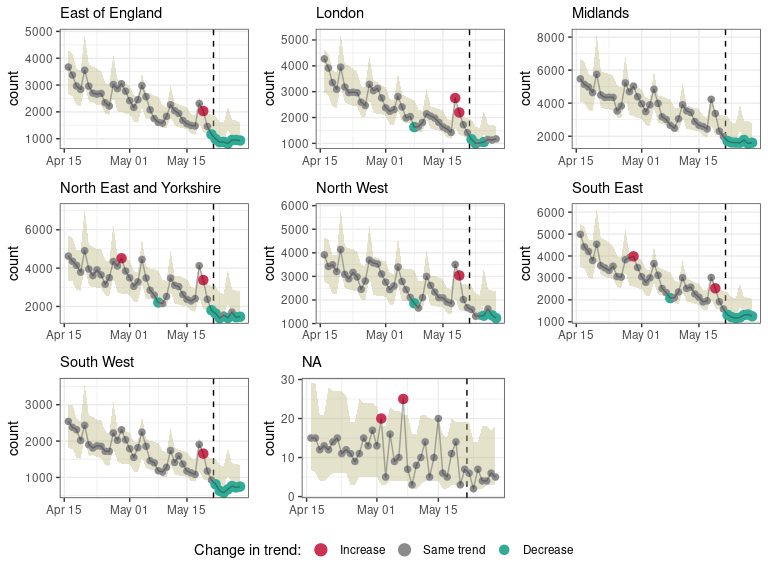 East of England
London
Midlands
count
5000
4000
3000
2000
1000
Apr 15
May 01
May 15
count
5000
4000
3000
2000
1000
Apr 15
May 01
May 15
count
8000
6000
4000
2000
Apr 15
May 01
May 15
North East and Yorkshire
North West
South East
count
6000
4000
2000
Apr 15
May 01
May 15
count
6000
5000
4000
3000
2000
1000
Apr 15
May 01
May 15
count
6000
5000
4000
3000
2000
1000
Apr 15
May 01
May 15
South West
NA
count
3000
2000
1000
Apr 15
May 01
May 15
count
30
20
10
0
Apr 15
May 01
May 15
Change in trend: Increase Same trend Decrease